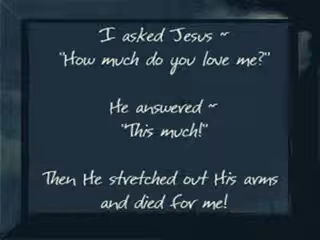 I asked Jesus ~
"How much do you love me?"
He answered ~
"This much!"
Then He stretched out His arms
and died for me!